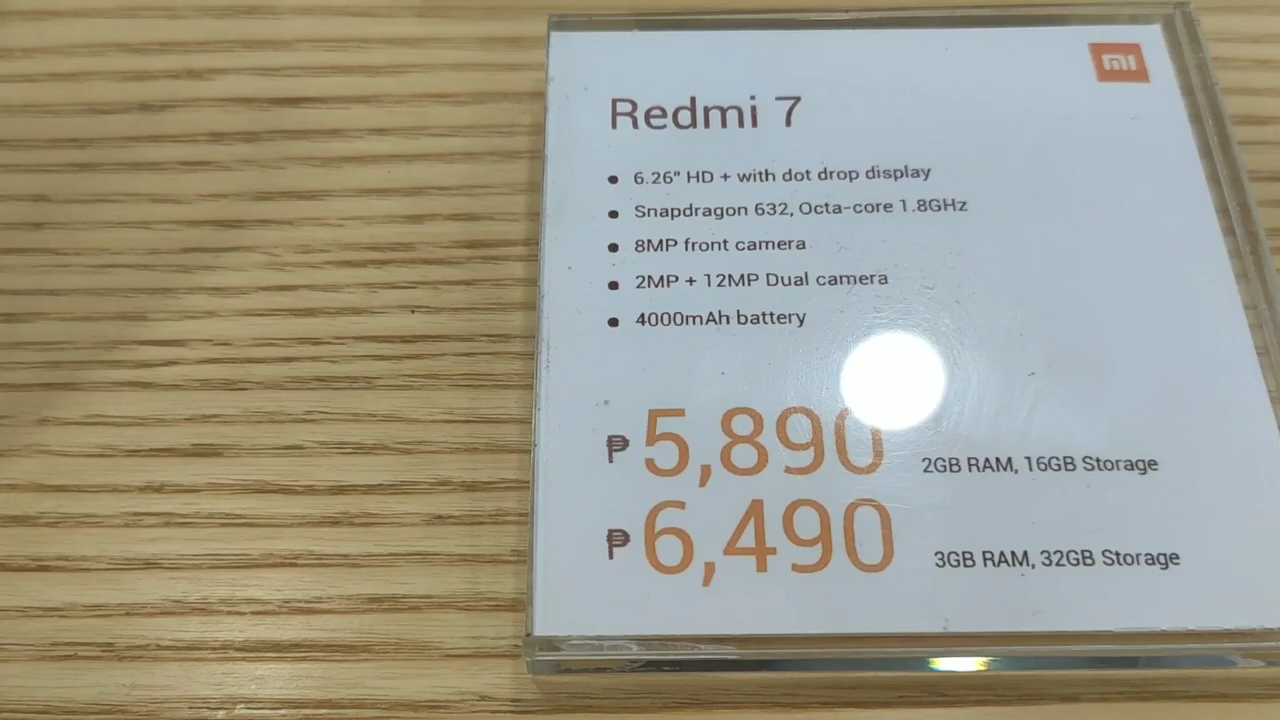 mi
Redmi 7
• 6.26" HD + with dot drop display
• Snapdragon 632, Octa-core 1.8GHz
• 8MP front camera
• 2MP + 12MP Dual camera
• 4000mAh battery
₱ 5,890 2GB RAM, 16GB Storage
₱ 6,490 3GB RAM, 32GB Storage